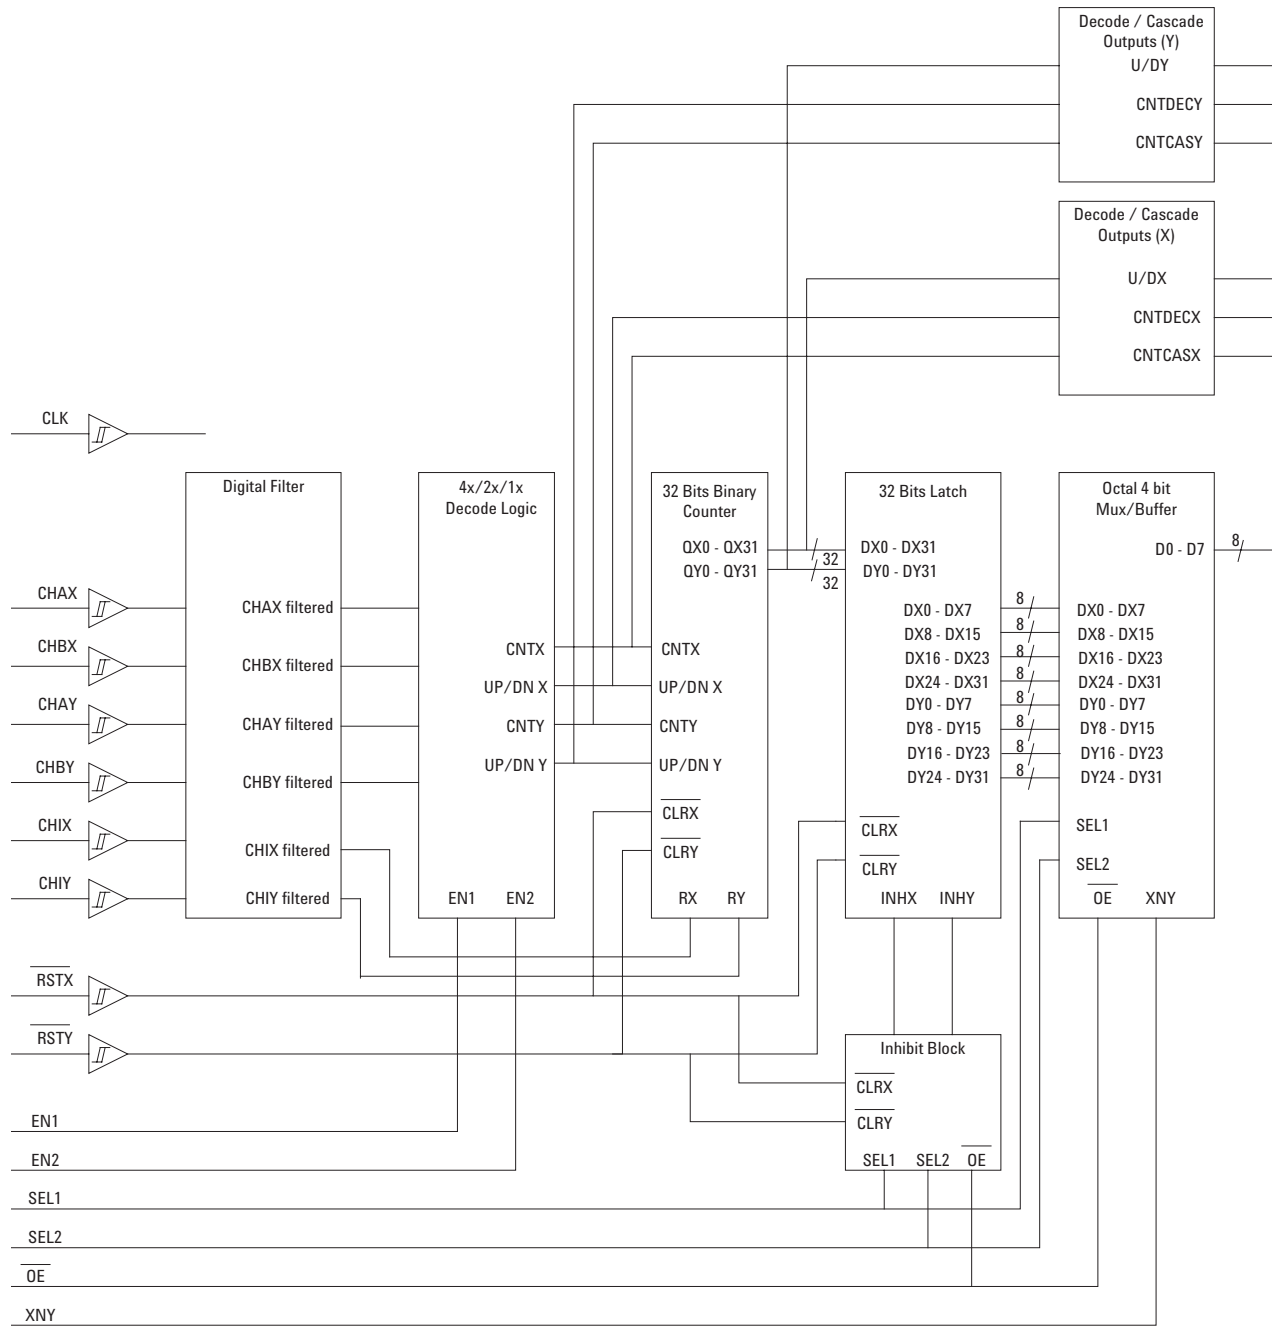 Decode / Cascade
Outputs (Y)
U/DY
CNTDECY
CNTCASY
Decode / Cascade
Outputs (X)
U/DX
CNTDECX
CNTCASX
CLK
Digital Filter
CHAX filtered
CHBX filtered
CHAY filtered
CHBY filtered
CHIX filtered
CHIY filtered
4x/2x/1x
Decode Logic
CNTX
UP/DN X
CNTY
UP/DN Y
EN1 EN2
32 Bits Binary
Counter
QX0 - QX31
QY0 - QY31
CNTX
UP/DN X
CNTY
UP/DN Y
CLRX
CLRY
RX RY
32
32
32 Bits Latch
DX0 - DX31
DY0 - DY31
DX0 - DX7
DX8 - DX15
DX16 - DX23
DX24 - DX31
DY0 - DY7
DY8 - DY15
DY16 - DY23
DY24 - DY31
CLRX
CLRY
INHX INHY
8
8
8
8
8
8
8
8
Octal 4 bit
Mux/Buffer
D0 - D7
8
DX0 - DX7
DX8 - DX15
DX16 - DX23
DX24 - DX31
DY0 - DY7
DY8 - DY15
DY16 - DY23
DY24 - DY31
SEL1
SEL2
OE XNY
CHAX
CHBX
CHAY
CHBY
CHIX
CHIY
RSTX
RSTY
Inhibit Block
CLRX
CLRY
SEL1 SEL2 OE
EN1
EN2
SEL1
SEL2
OE
XNY